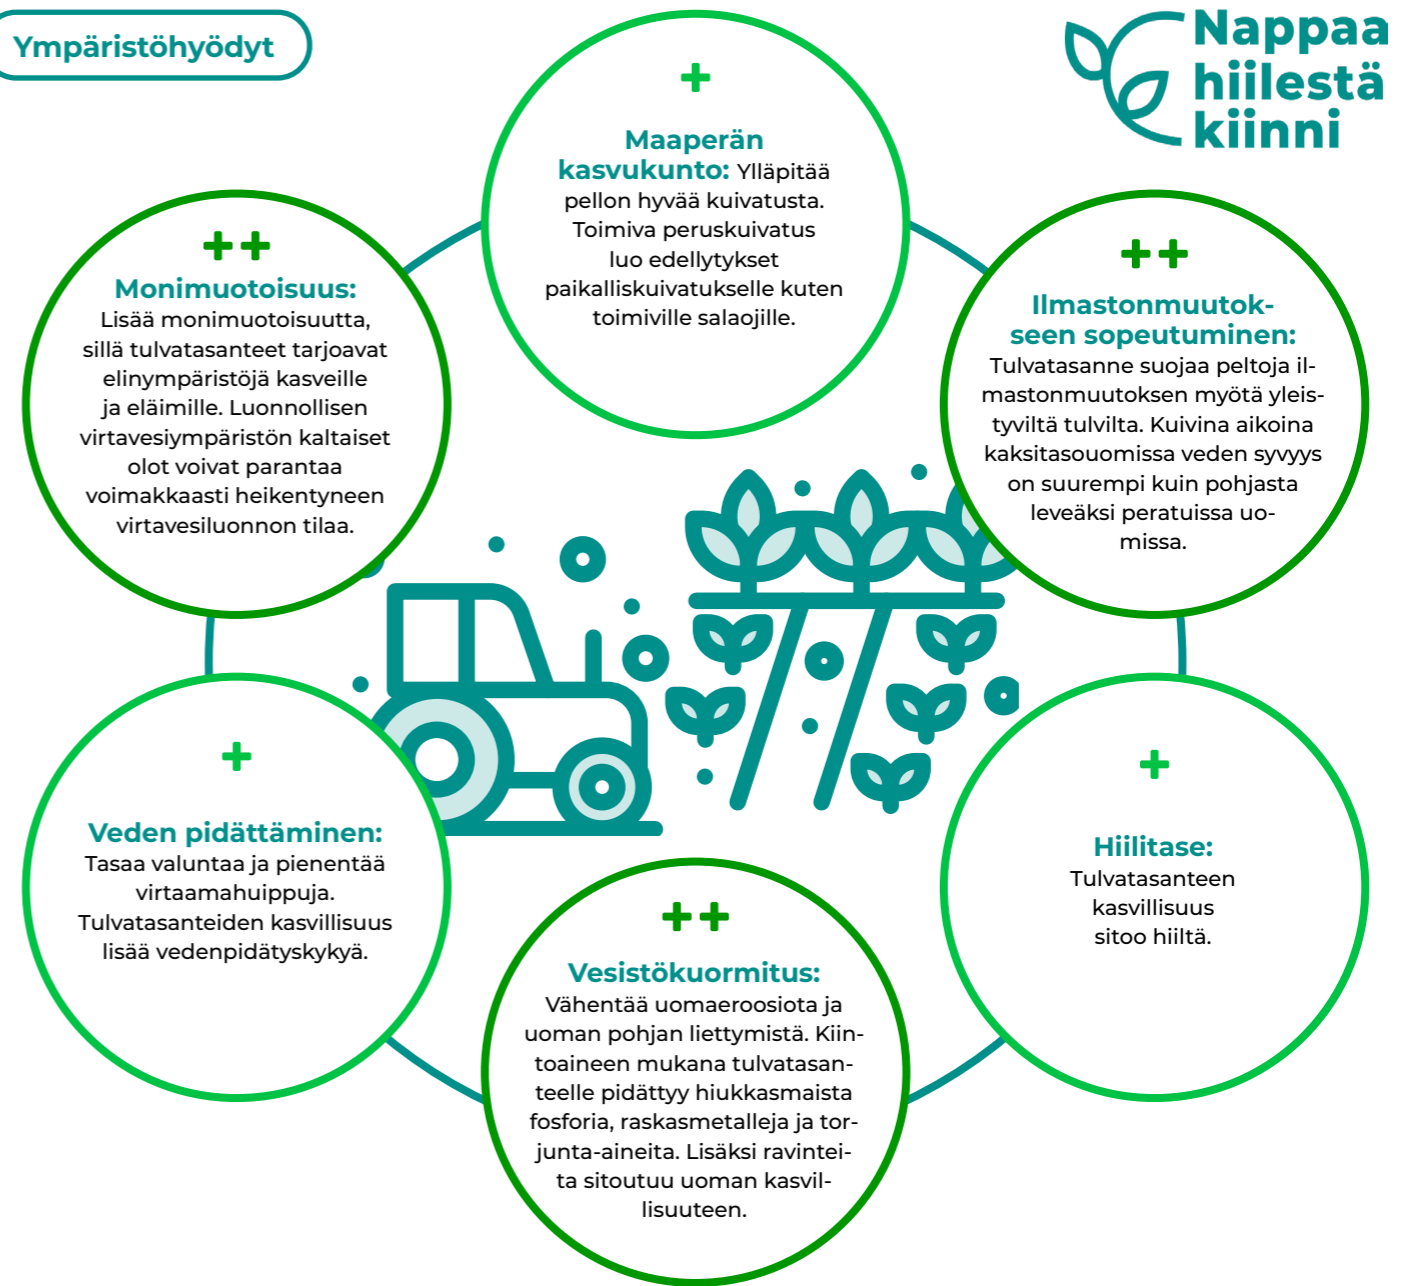 Ympäristöhyödyt
Nappaa
hiilestä
kiinni
+
Maaperän
kasvukunto: Ylläpitää
pellon hyvää kuivatusta.
Toimiva peruskuivatus
luo edellytykset
paikalliskuivatukselle kuten
toimiville salaojille.
++
Monimuotoisuus:
Lisää monimuotoisuutta,
sillä tulvatasanteet tarjoavat
elinympäristöjä kasveille
ja eläimille. Luonnollisen
virtavesiympäristön kaltaiset
olot voivat parantaa
voimakkaasti heikentyneen
virtavesiluonnon tilaa.
++
Ilmastonmuutok-
seen sopeutuminen:
Tulvatasanne suojaa peltoja il-
mastonmuutoksen myötä yleis-
tyviltä tulvilta. Kuivina aikoina
kaksitasouomissa veden syvyys
on suurempi kuin pohjasta
leveäksi peratuissa uo-
missa.
+
Veden pidättäminen:
Tasaa valuntaa ja pienentää
virtaamahuippuja.
Tulvatasanteiden kasvillisuus
lisää vedenpidätyskykyä.
+
Hiilitase:
Tulvatasanteen
kasvillisuus
sitoo hiiltä.
++
Vesistökuormitus:
Vähentää uomaeroosiota ja
uoman pohjan liettymistä. Kiin-
toaineen mukana tulvatasan-
teelle pidättyy hiukkasmaista
fosforia, raskasmetalleja ja tor-
junta-aineita. Lisäksi ravintei-
ta sitoutuu uoman kasvil-
lisuuteen.